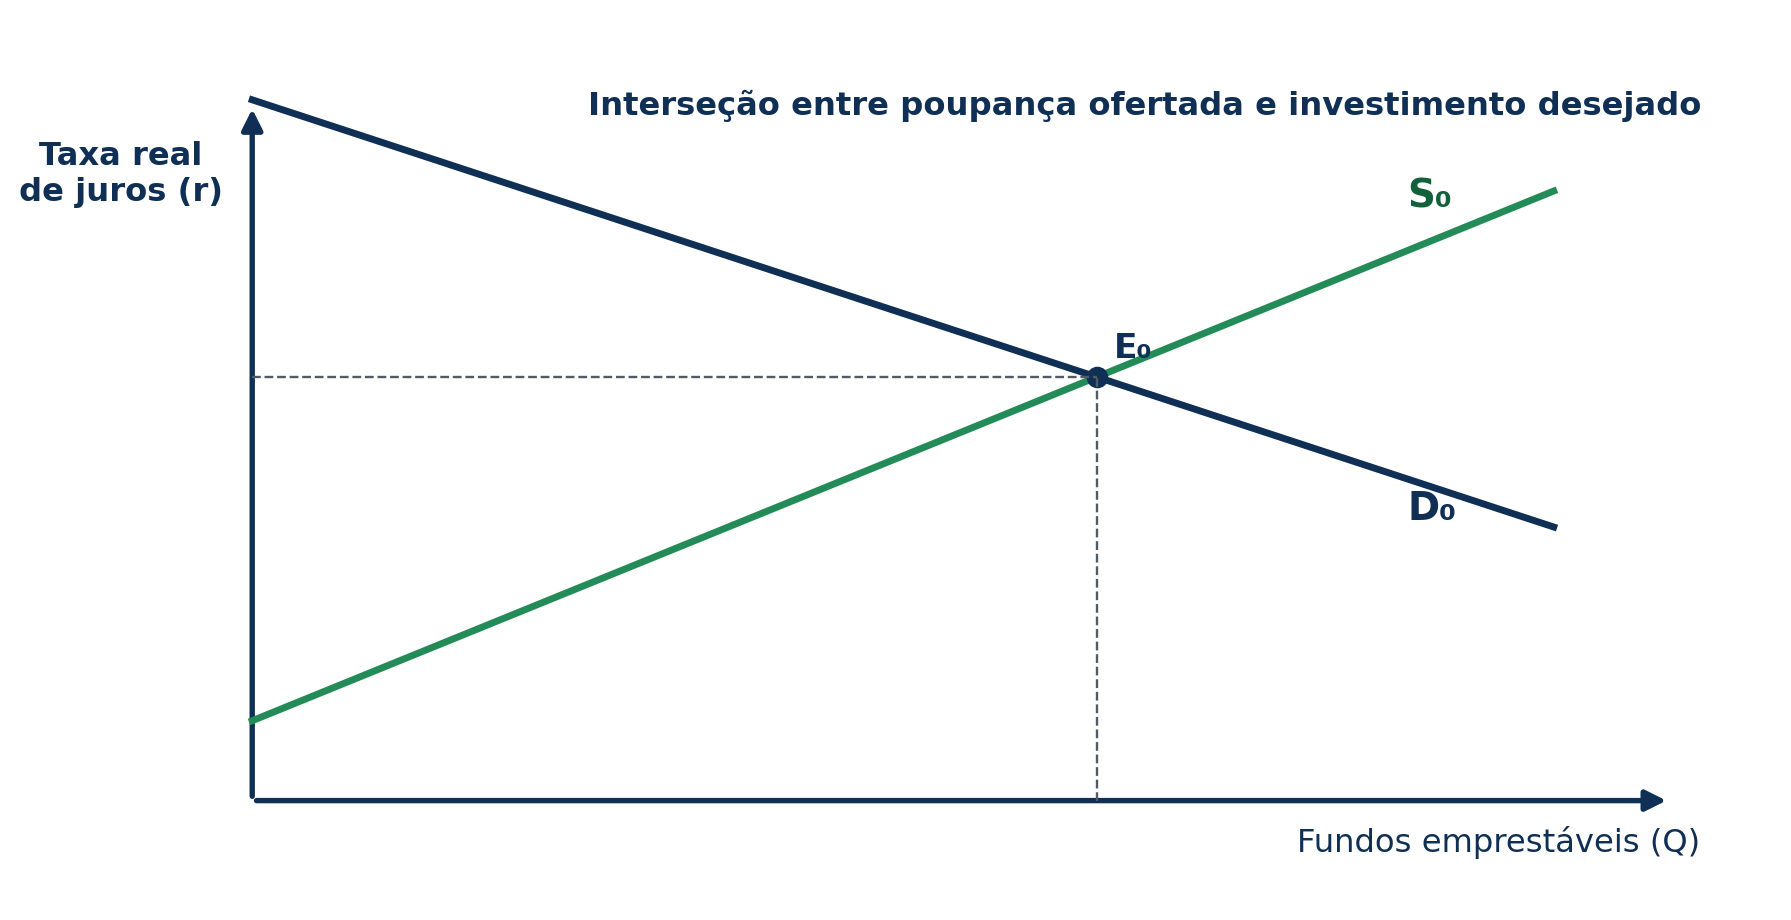 Interseção entre poupança ofertada e investimento desejado
Taxa real
de juros (r)
S₀
E₀
D₀
Fundos emprestáveis (Q)